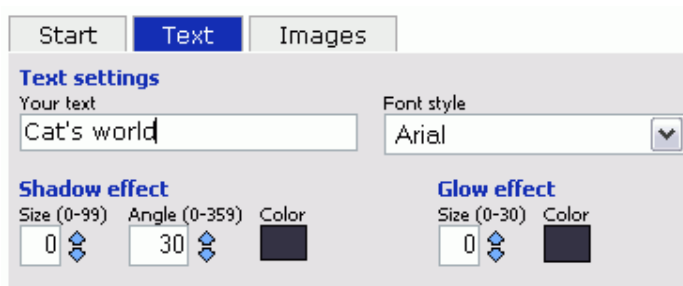 Start Text Images
Text settings
Your text Font style
Cat's world Arial
Shadow effect Glow effect
Size (0-99) Angle (0-359) Color Size (0-30) Color
0 30 0